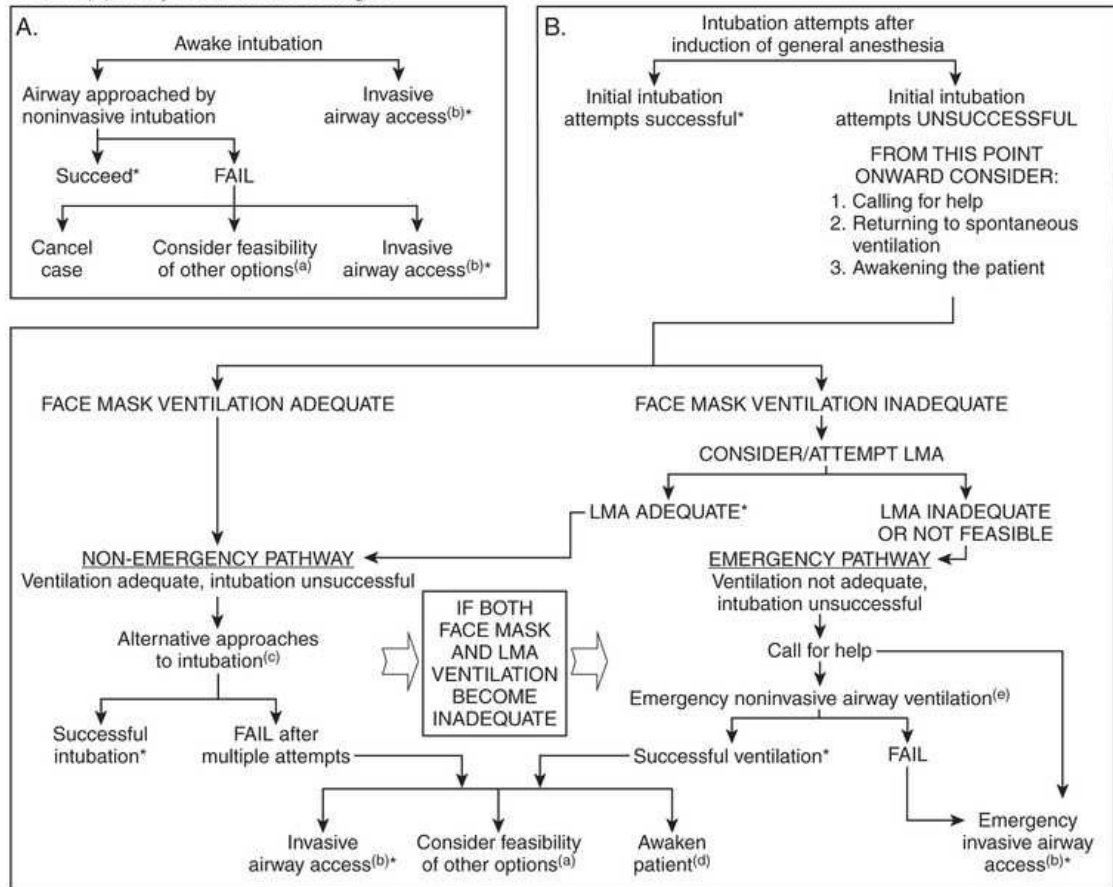 A.
Awake intubation
Airway approached by
noninvasive intubation
Invasive
airway access(b)*
Succeed*
FAIL
Cancel
case
Consider feasibility
of other options(a)
Invasive
airway access(b)*
B.
Intubation attempts after
induction of general anesthesia
Initial intubation
attempts successful*
Initial intubation
attempts UNSUCCESSFUL
FROM THIS POINT
ONWARD CONSIDER:
1. Calling for help
2. Returning to spontaneous
ventilation
3. Awakening the patient
FACE MASK VENTILATION ADEQUATE
FACE MASK VENTILATION INADEQUATE
CONSIDER/ATTEMPT LMA
LMA ADEQUATE*
LMA INADEQUATE
OR NOT FEASIBLE
NON-EMERGENCY PATHWAY
Ventilation adequate, intubation unsuccessful
EMERGENCY PATHWAY
Ventilation not adequate,
intubation unsuccessful
Alternative approaches
to intubation(c)
IF BOTH
FACE MASK
AND LMA
VENTILATION
BECOME
INADEQUATE
Call for help
Emergency noninvasive airway ventilation(e)
Successful
intubation*
FAIL after
multiple attempts
Successful ventilation*
FAIL
Invasive
airway access(b)*
Consider feasibility
of other options(a)
Awaken
patient(d)
Emergency
invasive airway
access(b)*